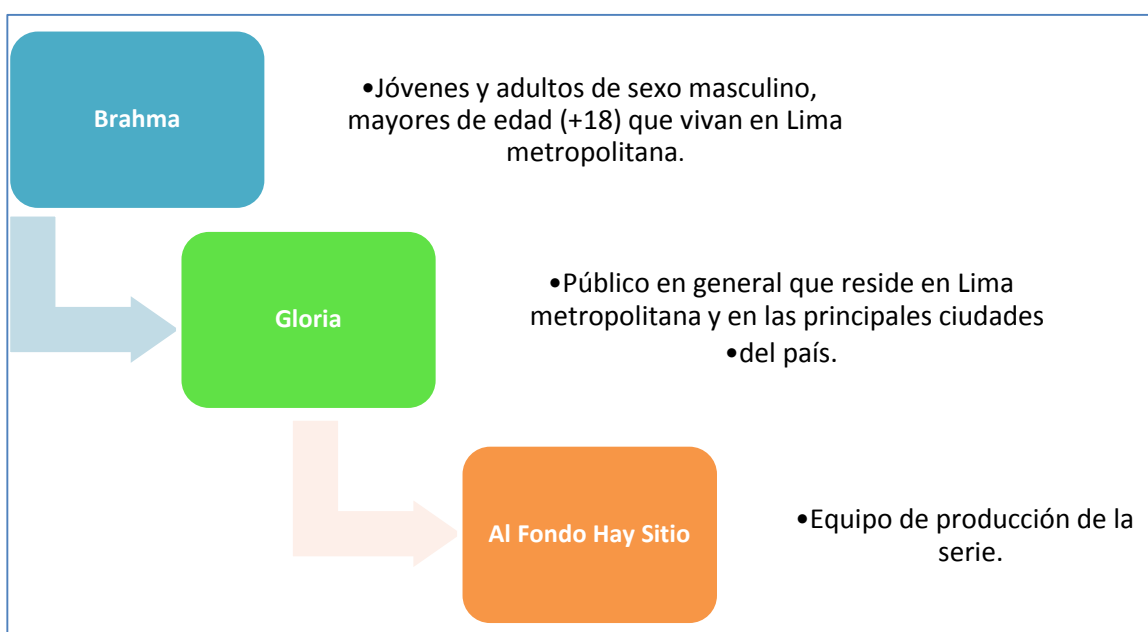 Brahma
•Jóvenes y adultos de sexo masculino,
mayores de edad (+18) que vivan en Lima
metropolitana.
Gloria
•Público en general que reside en Lima
metropolitana y en las principales ciudades
•del país.
Al Fondo Hay Sitio
•Equipo de producción de la
serie.